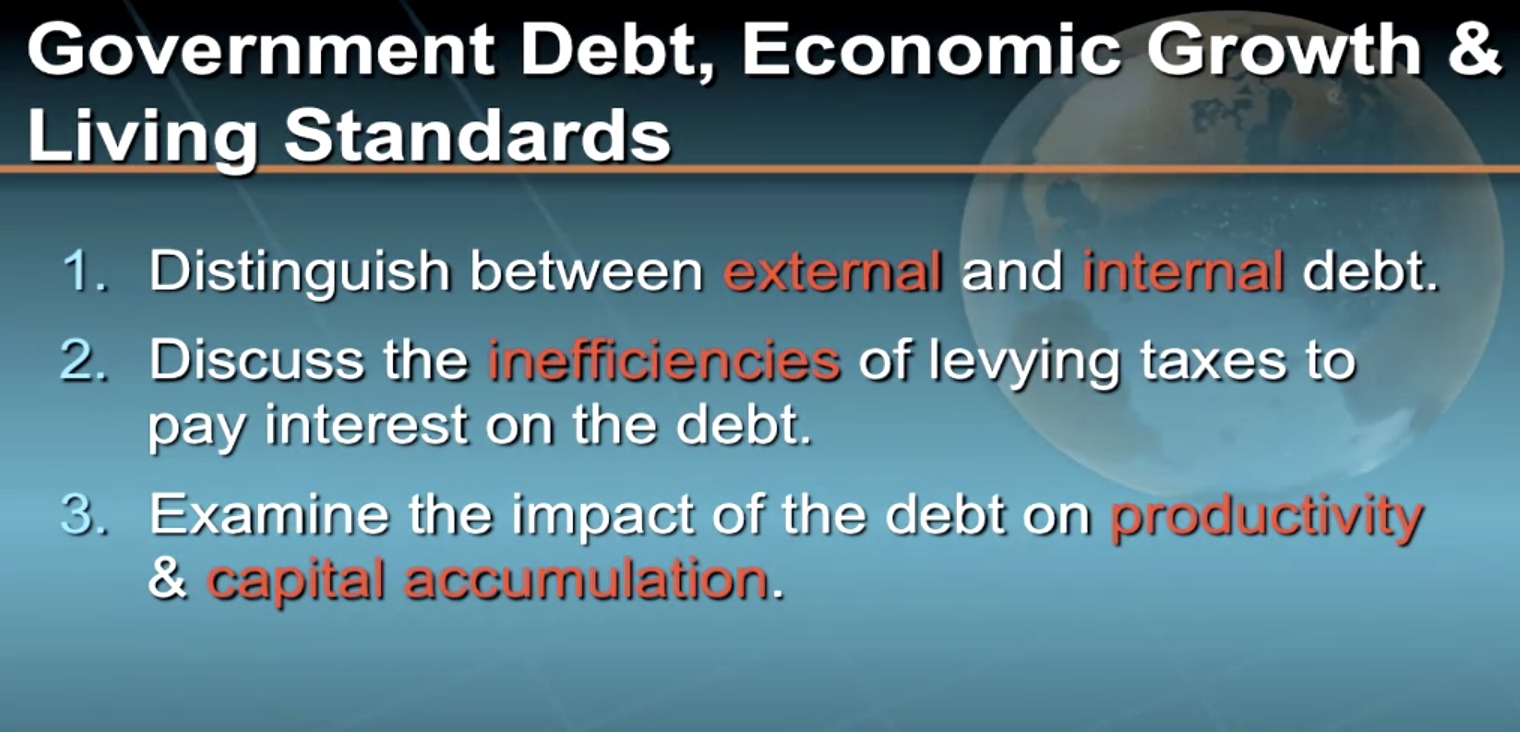 Government Debt, Economic Growth &
Living Standards
1. Distinguish between external and internal debt.
2. Discuss the inefficiencies of levying taxes to
pay interest on the debt.
3. Examine the impact of the debt on productivity
& capital accumulation.